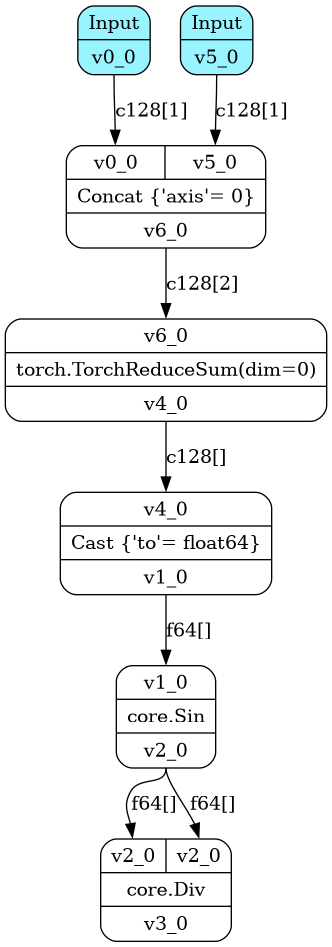 Input
Input
v0_0
v5_0
c128[1]
c128[1]
v0_0
v5_0
Concat {'axis'= 0}
v6_0
c128[2]
v6_0
torch.TorchReduceSum(dim=0)
v4_0
c128[]
v4_0
Cast {'to'= float64}
v1_0
f64[]
v1_0
core.Sin
v2_0
f64[]
f64[]
v2_0
v2_0
core.Div
v3_0